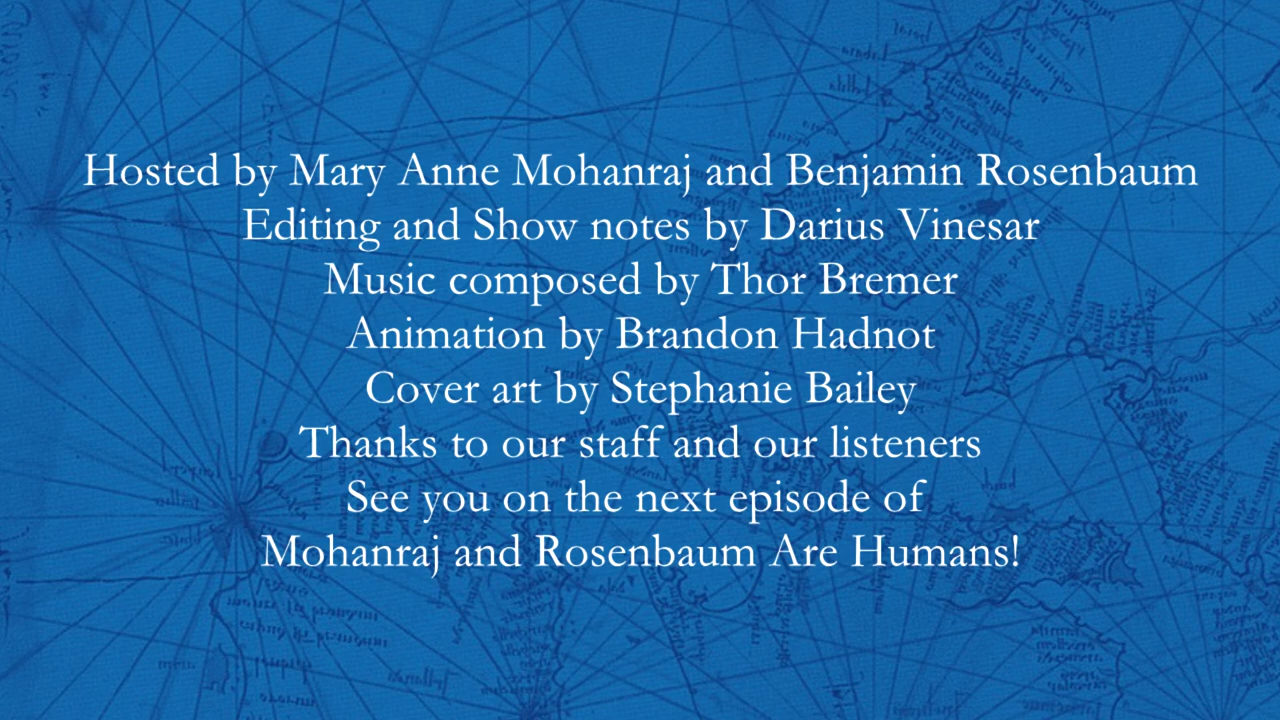 Hosted by Mary Anne Mohanraj and Benjamin Rosenbaum
Editing and Show notes by Darius Vinesar
Music composed by Thor Bremer
Animation by Brandon Hadnot
Cover art by Stephanie Bailey
Thanks to our staff and our listeners
See you on the next episode of
Mohanraj and Rosenbaum Are Humans!